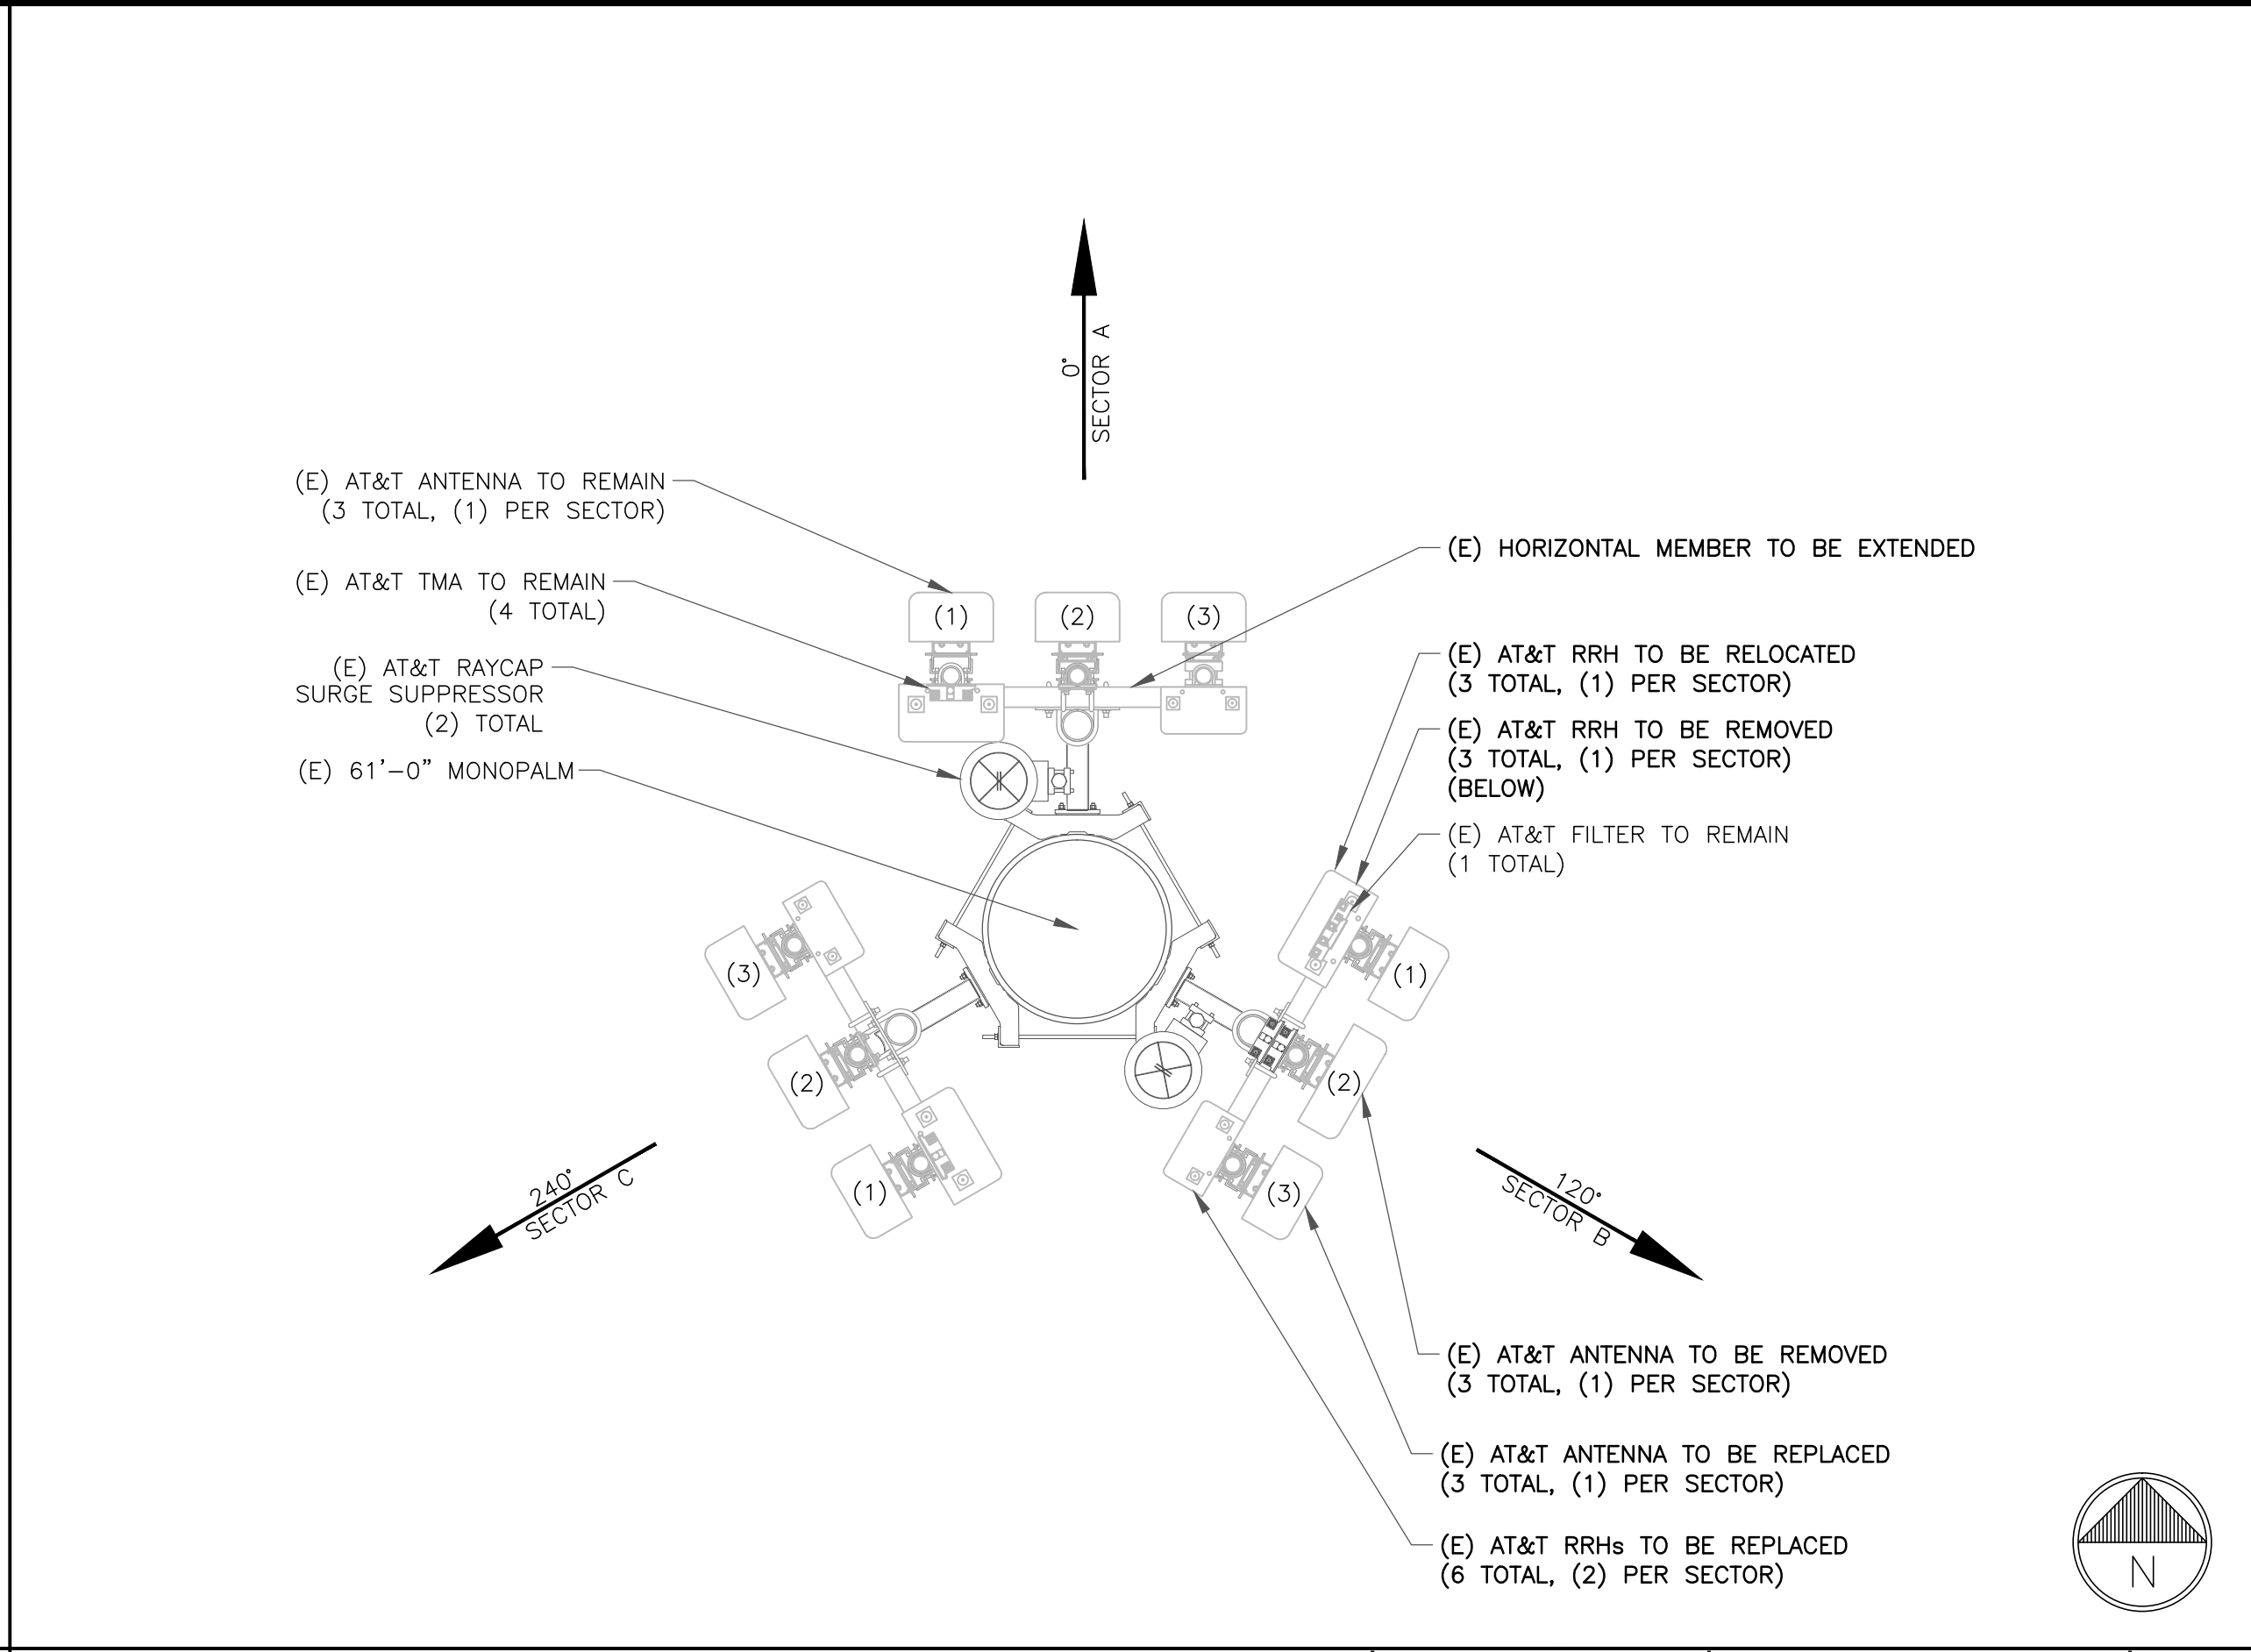 0°
SECTOR A
(E) AT&T ANTENNA TO REMAIN
(3 TOTAL, (1) PER SECTOR)
(E) AT&T TMA TO REMAIN
(4 TOTAL)
(E) AT&T RAYCAP
SURGE SUPPRESSOR
(2) TOTAL
(E) 61'-0" MONOPALM
(E) HORIZONTAL MEMBER TO BE EXTENDED
(E) AT&T RRH TO BE RELOCATED
(3 TOTAL, (1) PER SECTOR)
(E) AT&T RRH TO BE REMOVED
(3 TOTAL, (1) PER SECTOR)
(BELOW)
(E) AT&T FILTER TO REMAIN
(1 TOTAL)
(1)
(2)
(3)
(3)
(2)
(1)
(1)
(2)
(3)
240°
SECTOR C
120°
SECTOR B
(E) AT&T ANTENNA TO BE REMOVED
(3 TOTAL, (1) PER SECTOR)
(E) AT&T ANTENNA TO BE REPLACED
(3 TOTAL, (1) PER SECTOR)
(E) AT&T RRHs TO BE REPLACED
(6 TOTAL, (2) PER SECTOR)
N